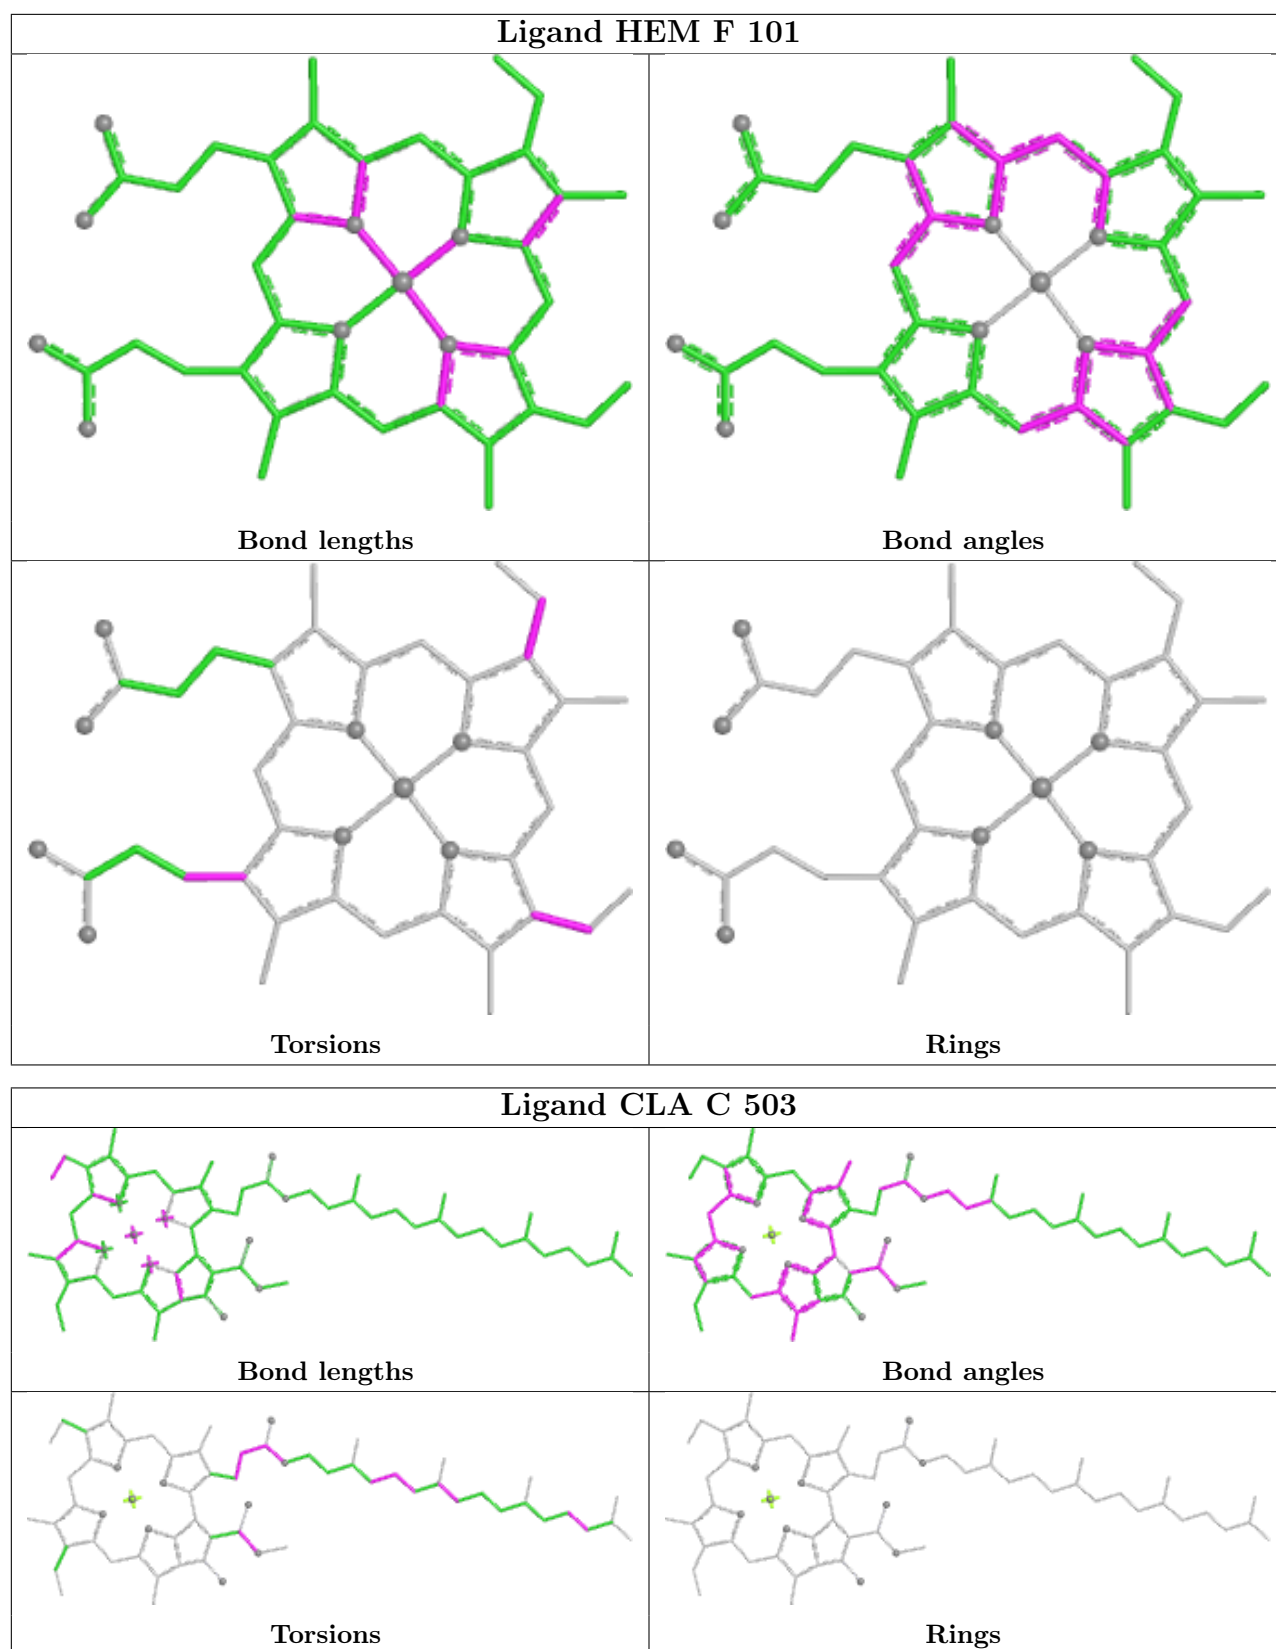 Ligand HEM F 101
Bond lengths
Bond angles
Torsions
Rings
Ligand CLA C 503
Bond lengths
Bond angles
Torsions
Rings